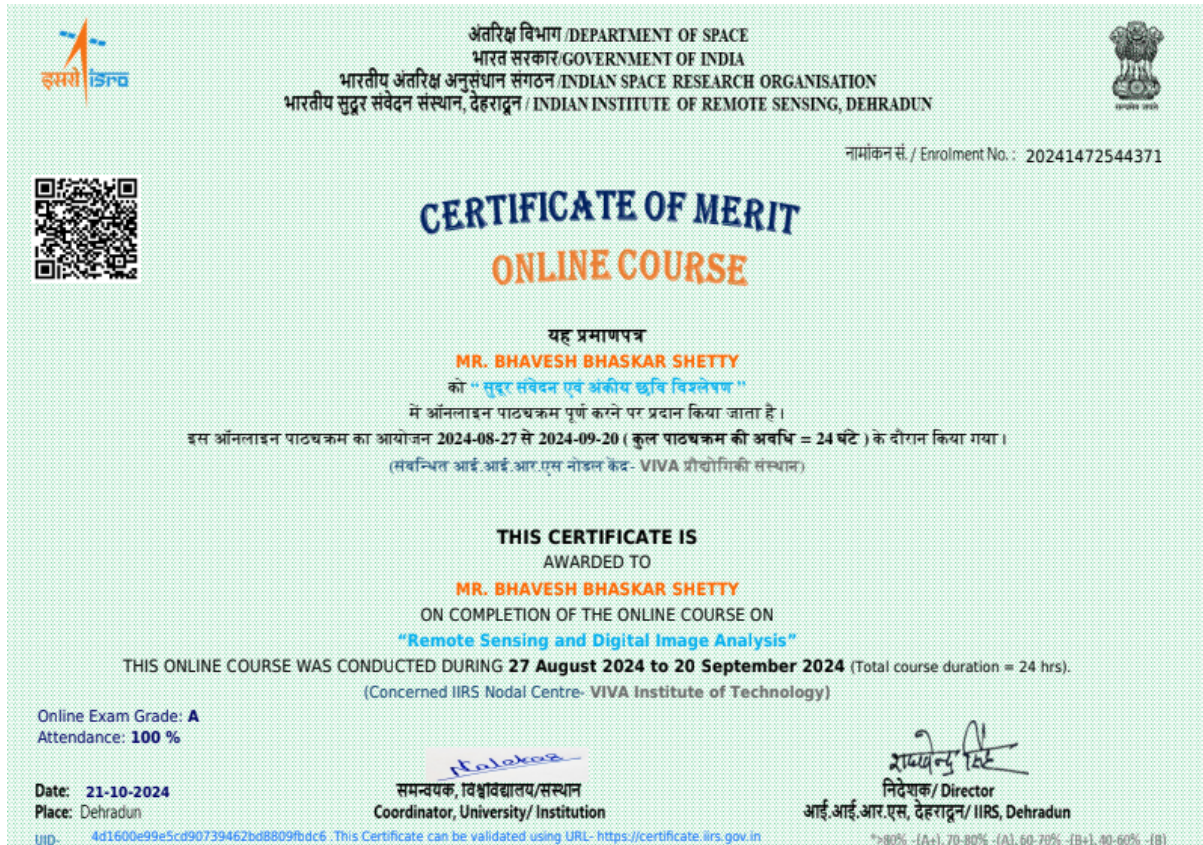 इसरो isro
अंतरिक्ष विभाग /DEPARTMENT OF SPACE
भारत सरकार/GOVERNMENT OF INDIA
भारतीय अंतरिक्ष अनुसंधान संगठन/INDIAN SPACE RESEARCH ORGANISATION
भारतीय सुदूर संवेदन संस्थान, देहरादून / INDIAN INSTITUTE OF REMOTE SENSING, DEHRADUN
सत्यमेव जयते
नामांकन सं. / Enrolment No. : 20241472544371
CERTIFICATE OF MERIT
ONLINE COURSE
यह प्रमाणपत्र
MR. BHAVESH BHASKAR SHETTY
को “ सुदूर संवेदन एवं अंकीय छवि विश्लेषण ”
में ऑनलाइन पाठ्यक्रम पूर्ण करने पर प्रदान किया जाता है।
इस ऑनलाइन पाठ्यक्रम का आयोजन 2024-08-27 से 2024-09-20 ( कुल पाठ्यक्रम की अवधि = 24 घंटे ) के दौरान किया गया।
(संबन्धित आई.आई.आर.एस नोडल केंद्र- VIVA प्रौद्योगिकी संस्थान)
THIS CERTIFICATE IS
AWARDED TO
MR. BHAVESH BHASKAR SHETTY
ON COMPLETION OF THE ONLINE COURSE ON
“Remote Sensing and Digital Image Analysis”
THIS ONLINE COURSE WAS CONDUCTED DURING 27 August 2024 to 20 September 2024 (Total course duration = 24 hrs).
(Concerned IIRS Nodal Centre- VIVA Institute of Technology)
Online Exam Grade: A
Attendance: 100 %
Date: 21-10-2024
Place: Dehradun
समन्वयक, विश्वविद्यालय/संस्थान
Coordinator, University/ Institution
निदेशक/ Director
आई.आई.आर.एस, देहरादून/ IIRS, Dehradun
UID- 4d1600e99e5cd90739462bd8809fbdc6 .This Certificate can be validated using URL- https://certificate.iirs.gov.in
*>80% -(A+), 70-80% -(A), 60-70% -(B+), 40-60% -(B)